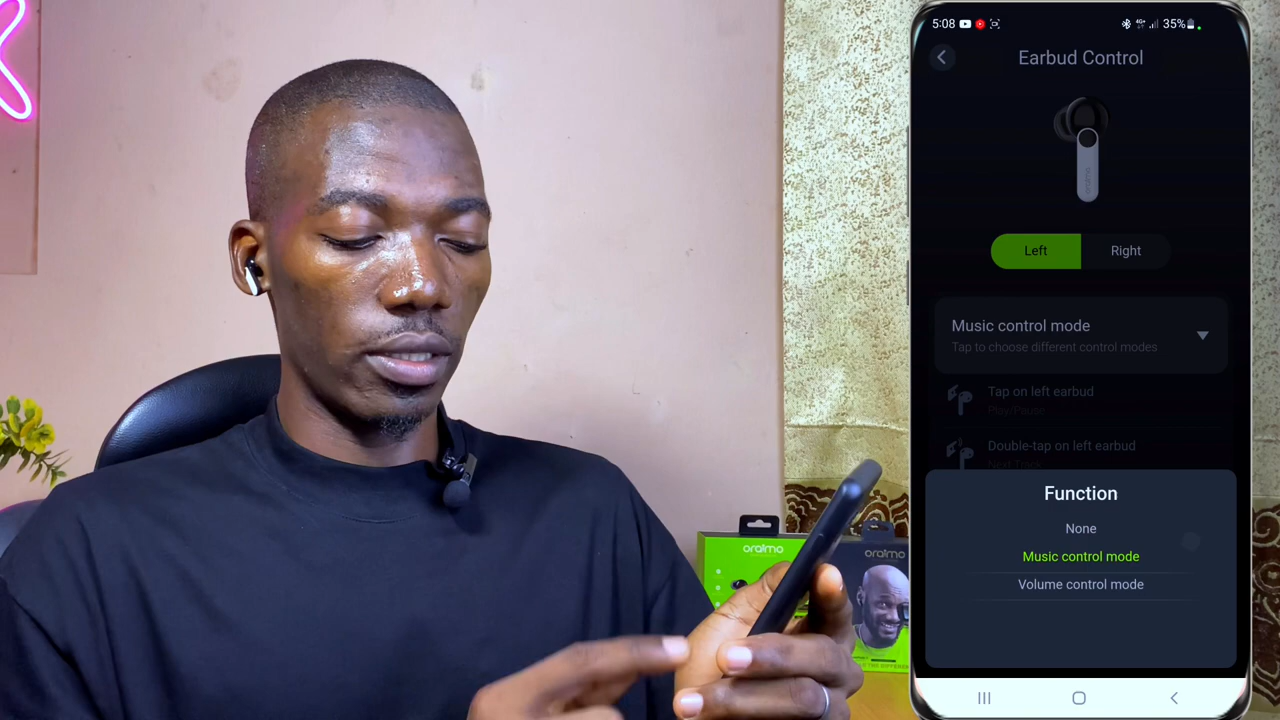 5:08
4G
35%
Earbud Control
oraimo
Left
Right
Music control mode
Tap to choose different control modes
Tap on left earbud
Play/Pause
Double-tap on left earbud
Next Track
Function
None
Music control mode
Volume control mode
oraimo
oraimo